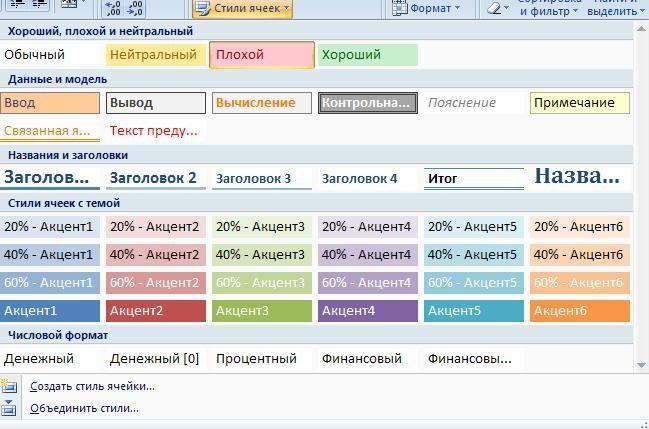 Стили ячеек Формат Сортировка Найти и
и фильтр выделить
Хороший, плохой и нейтральный
Обычный Нейтральный Плохой Хороший
Данные и модель
Ввод Вывод Вычисление Контрольна... Пояснение Примечание
Связанная я... Текст преду...
Названия и заголовки
Заголов... Заголовок 2 Заголовок 3 Заголовок 4 Итог Назва...
Стили ячеек с темой
20% - Акцент1 20% - Акцент2 20% - Акцент3 20% - Акцент4 20% - Акцент5 20% - Акцент6
40% - Акцент1 40% - Акцент2 40% - Акцент3 40% - Акцент4 40% - Акцент5 40% - Акцент6
60% - Акцент1 60% - Акцент2 60% - Акцент3 60% - Акцент4 60% - Акцент5 60% - Акцент6
Акцент1 Акцент2 Акцент3 Акцент4 Акцент5 Акцент6
Числовой формат
Денежный Денежный [0] Процентный Финансовый Финансовы...
Создать стиль ячейки...
Объединить стили...